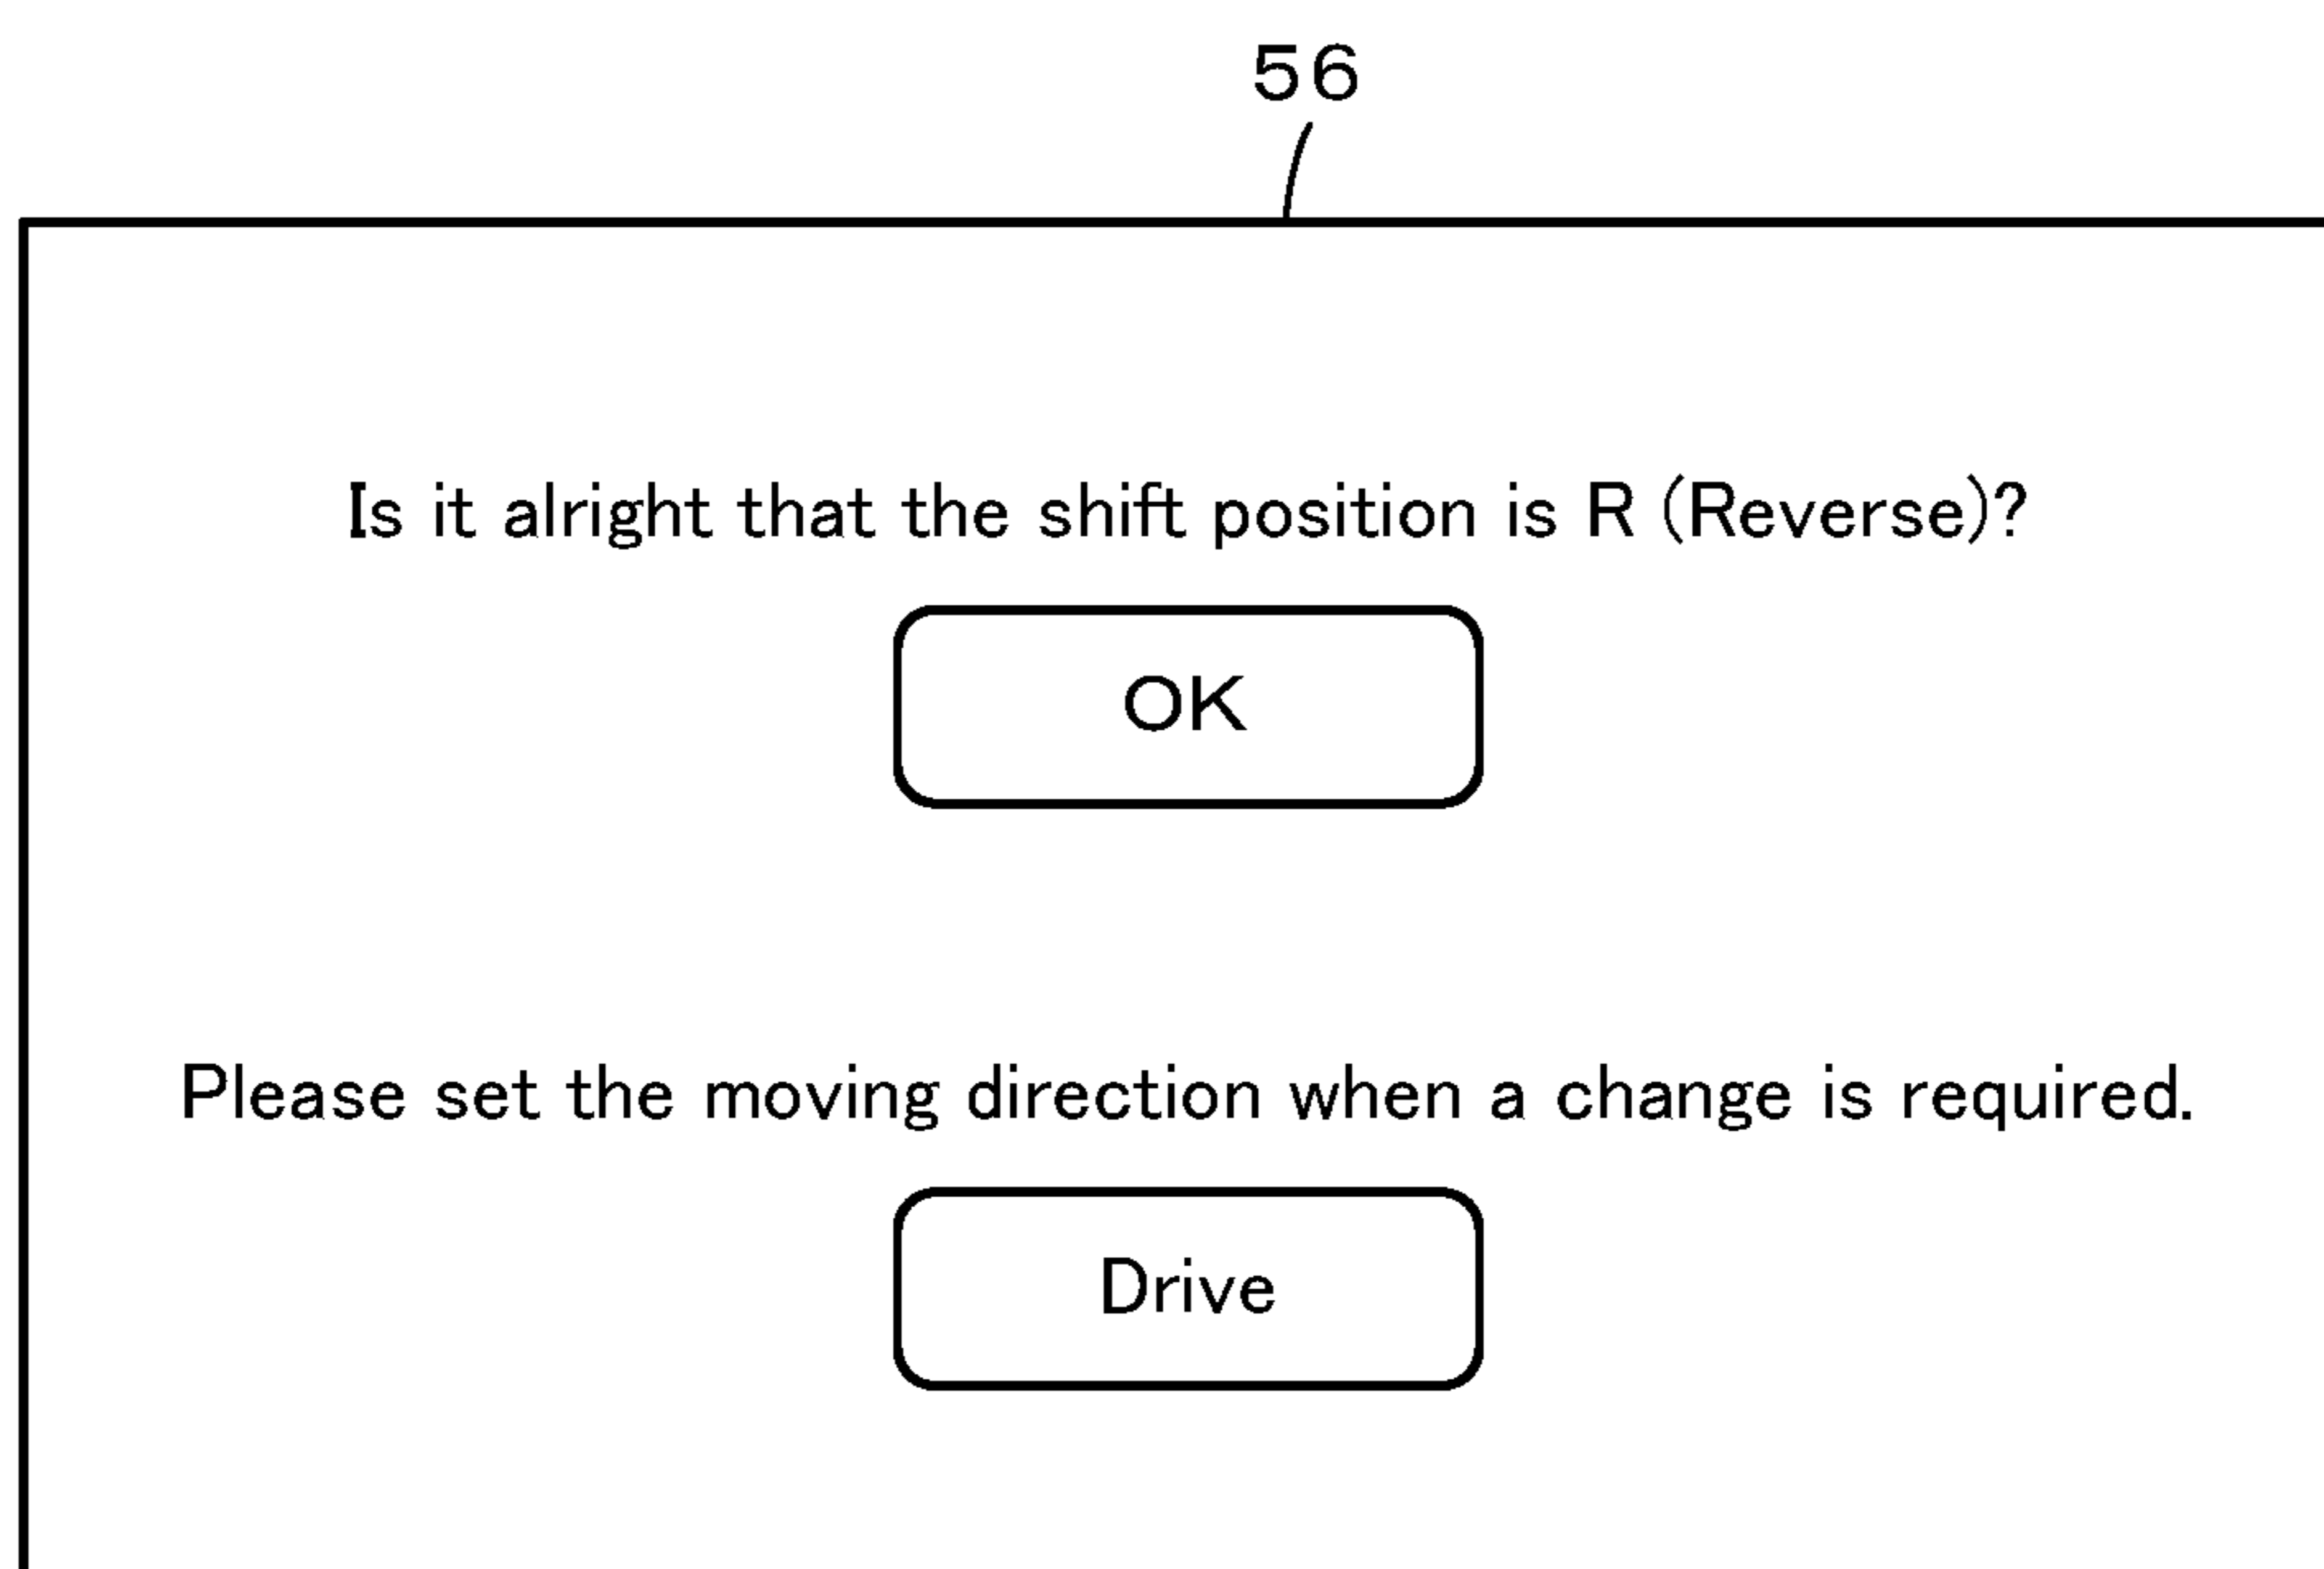 56
Is it alright that the shift position is R (Reverse)?
OK
Please set the moving direction when a change is required.
Drive